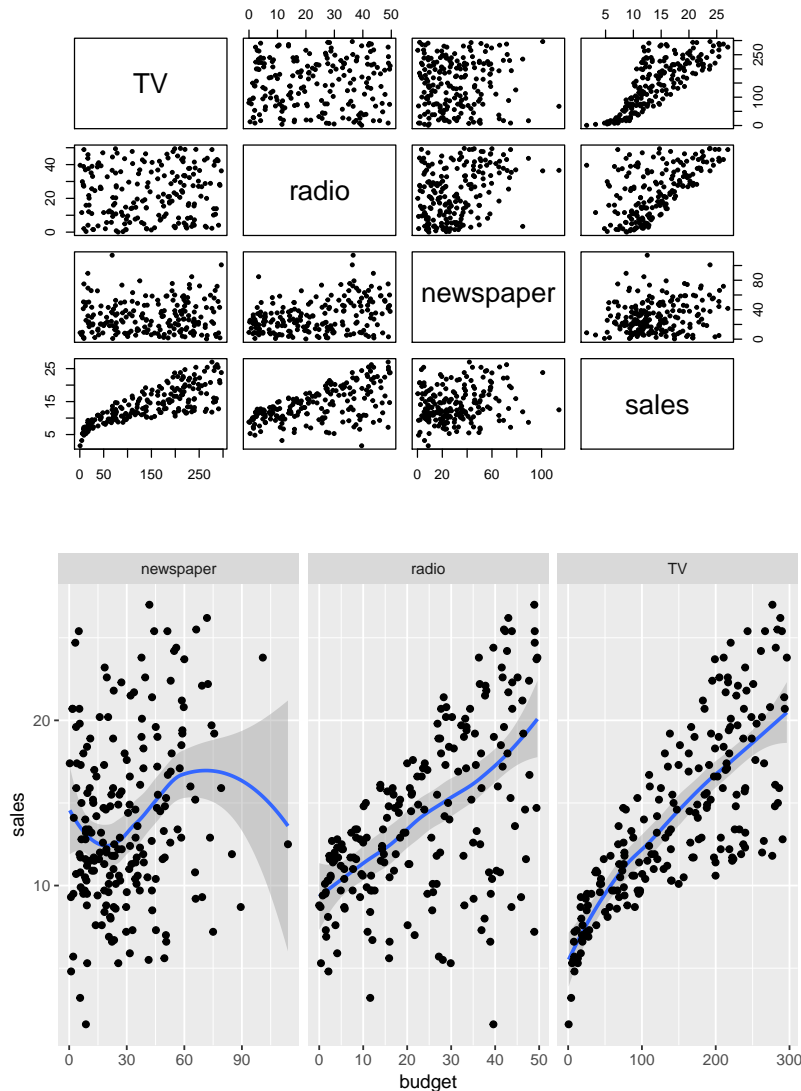 0 10 20 30 40 50
5 10 15 20 25
TV
0 100 250
0 20 40
radio
newspaper
0 40 80
5 15 25
sales
0 50 150 250
0 20 60 100
newspaper radio TV
sales
20
10
0 30 60 90
0 10 20 30 40 50
0 100 200 300
budget